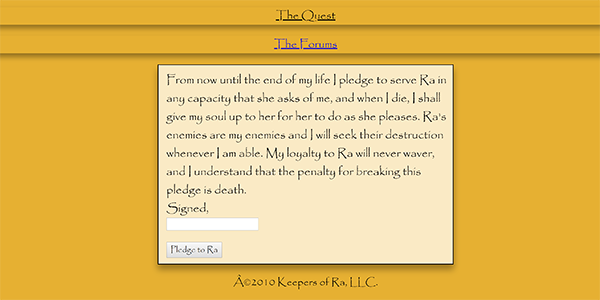 The Quest
The Forums
From now until the end of my life I pledge to serve Ra in
any capacity that she asks of me, and when I die, I shall
give my soul up to her for her to do as she pleases. Ra's
enemies are my enemies and I will seek their destruction
whenever I am able. My loyalty to Ra will never waver,
and I understand that the penalty for breaking this
pledge is death.
Signed,
Pledge to Ra
Â©2010 Keepers of Ra, LLC.